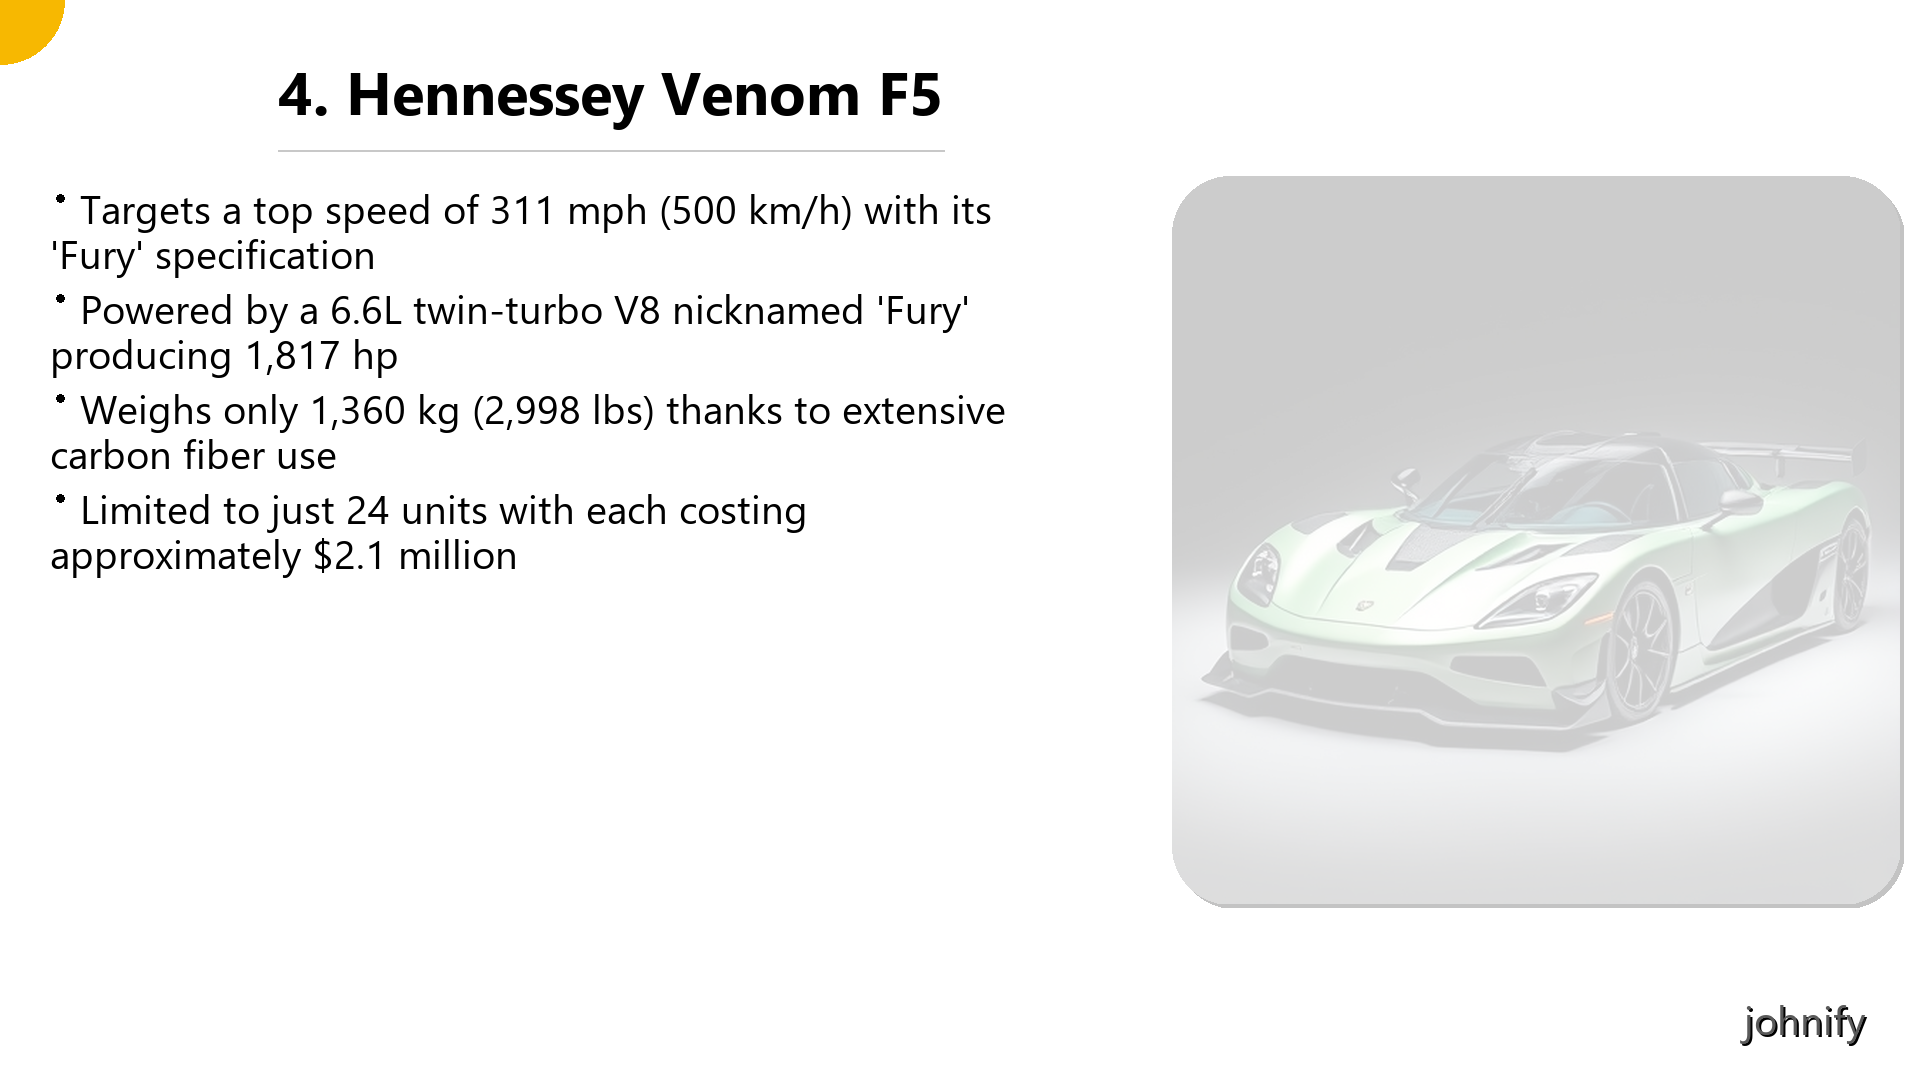 4. Hennessey Venom F5
• Targets a top speed of 311 mph (500 km/h) with its
'Fury' specification
• Powered by a 6.6L twin-turbo V8 nicknamed 'Fury'
producing 1,817 hp
• Weighs only 1,360 kg (2,998 lbs) thanks to extensive
carbon fiber use
• Limited to just 24 units with each costing
approximately $2.1 million
johnify